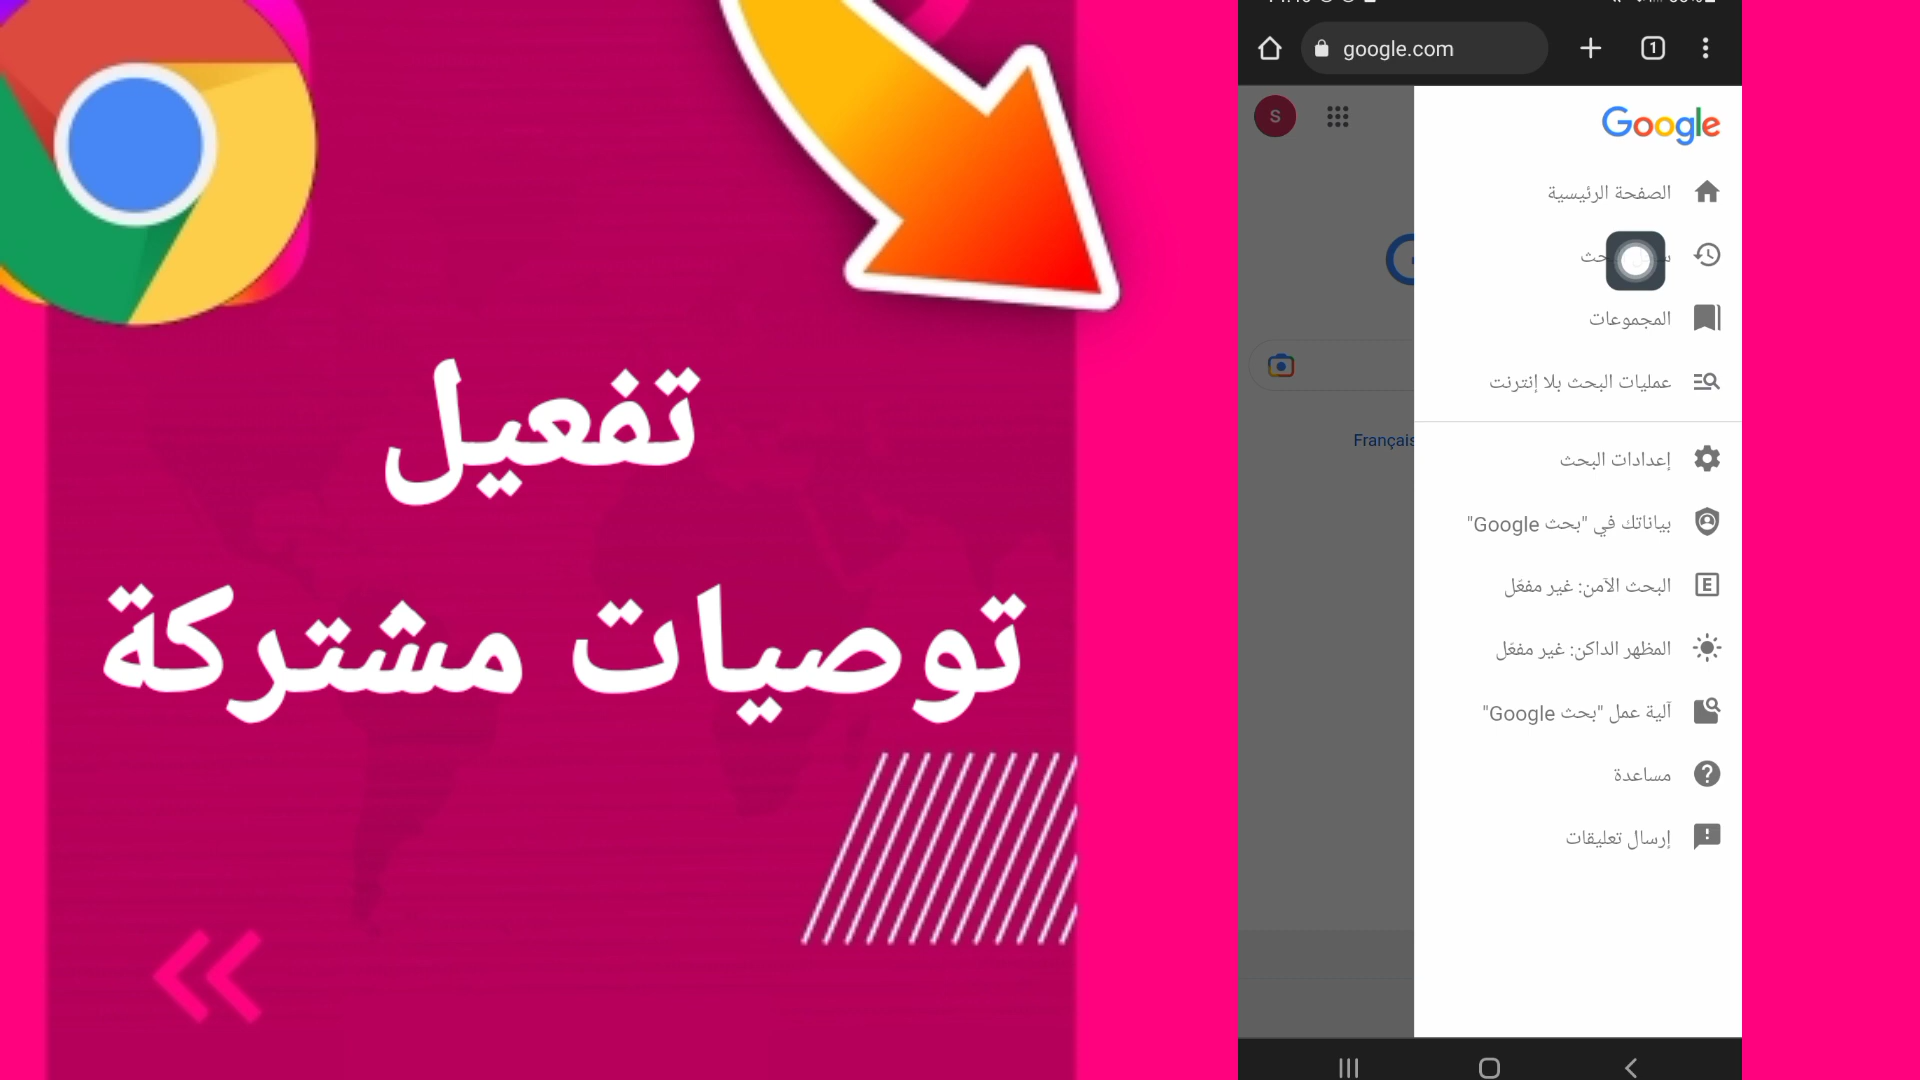 تفعيل
توصيات مشتركة
google.com
1
S
Google
الصفحة الرئيسية
المجموعات
عمليات البحث بلا إنترنت
Français
إعدادات البحث
بياناتك في "بحث Google"
البحث الآمن: غير مفعّل
المظهر الداكن: غير مفعّل
آلية عمل "بحث Google"
مساعدة
إرسال تعليقات